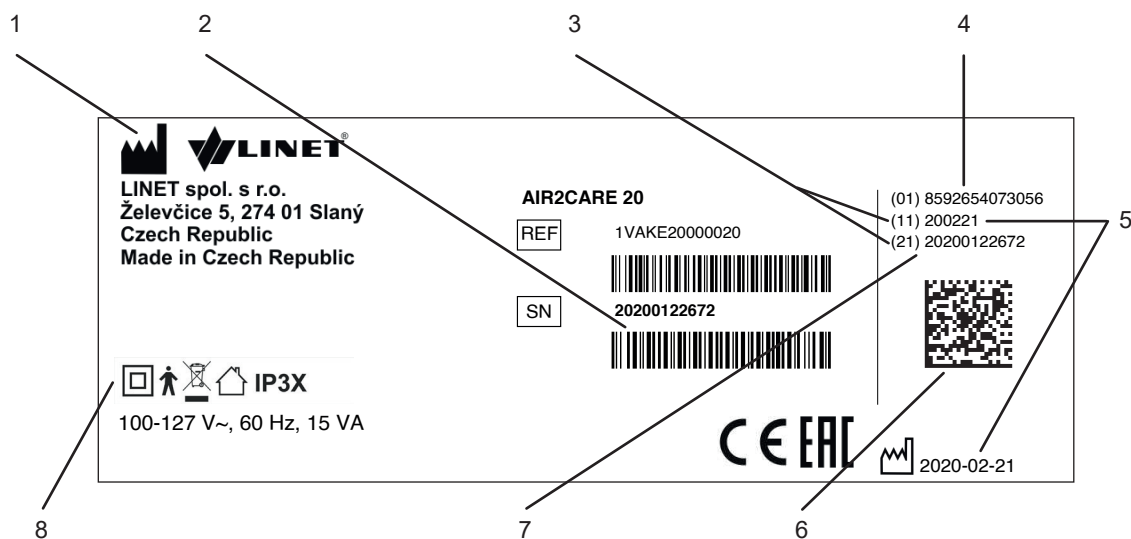 1
2
3
4
LINET®
LINET spol. s r.o.
Želevčice 5, 274 01 Slaný
Czech Republic
Made in Czech Republic
AIR2CARE 20
REF 1VAKE20000020
SN 20200122672
(01) 8592654073056
(11) 200221
(21) 20200122672
5
IP3X
100-127 V~, 60 Hz, 15 VA
CE EAC
2020-02-21
8
7
6